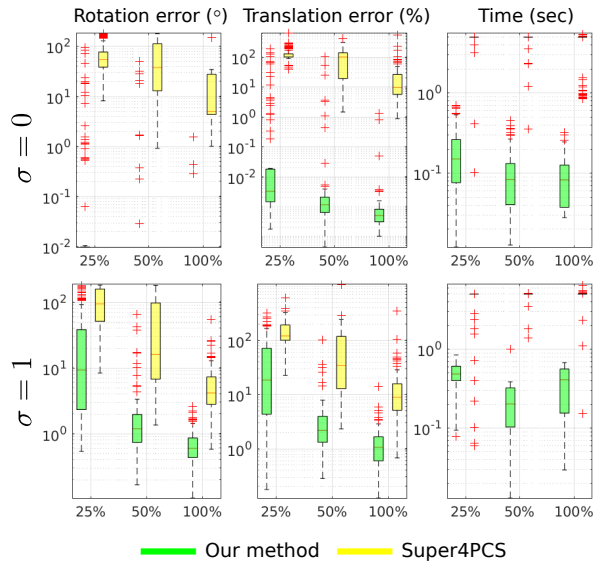 Rotation error (°) Translation error (%) Time (sec)
σ = 0
10² 10¹ 10⁰ 10⁻¹ 10⁻²
10² 10¹ 10⁰ 10⁻¹ 10⁻²
10⁰ 10⁻¹
25% 50% 100% 25% 50% 100% 25% 50% 100%
σ = 1
10² 10¹ 10⁰
10² 10¹ 10⁰
10⁰ 10⁻¹
25% 50% 100% 25% 50% 100% 25% 50% 100%
Our method Super4PCS